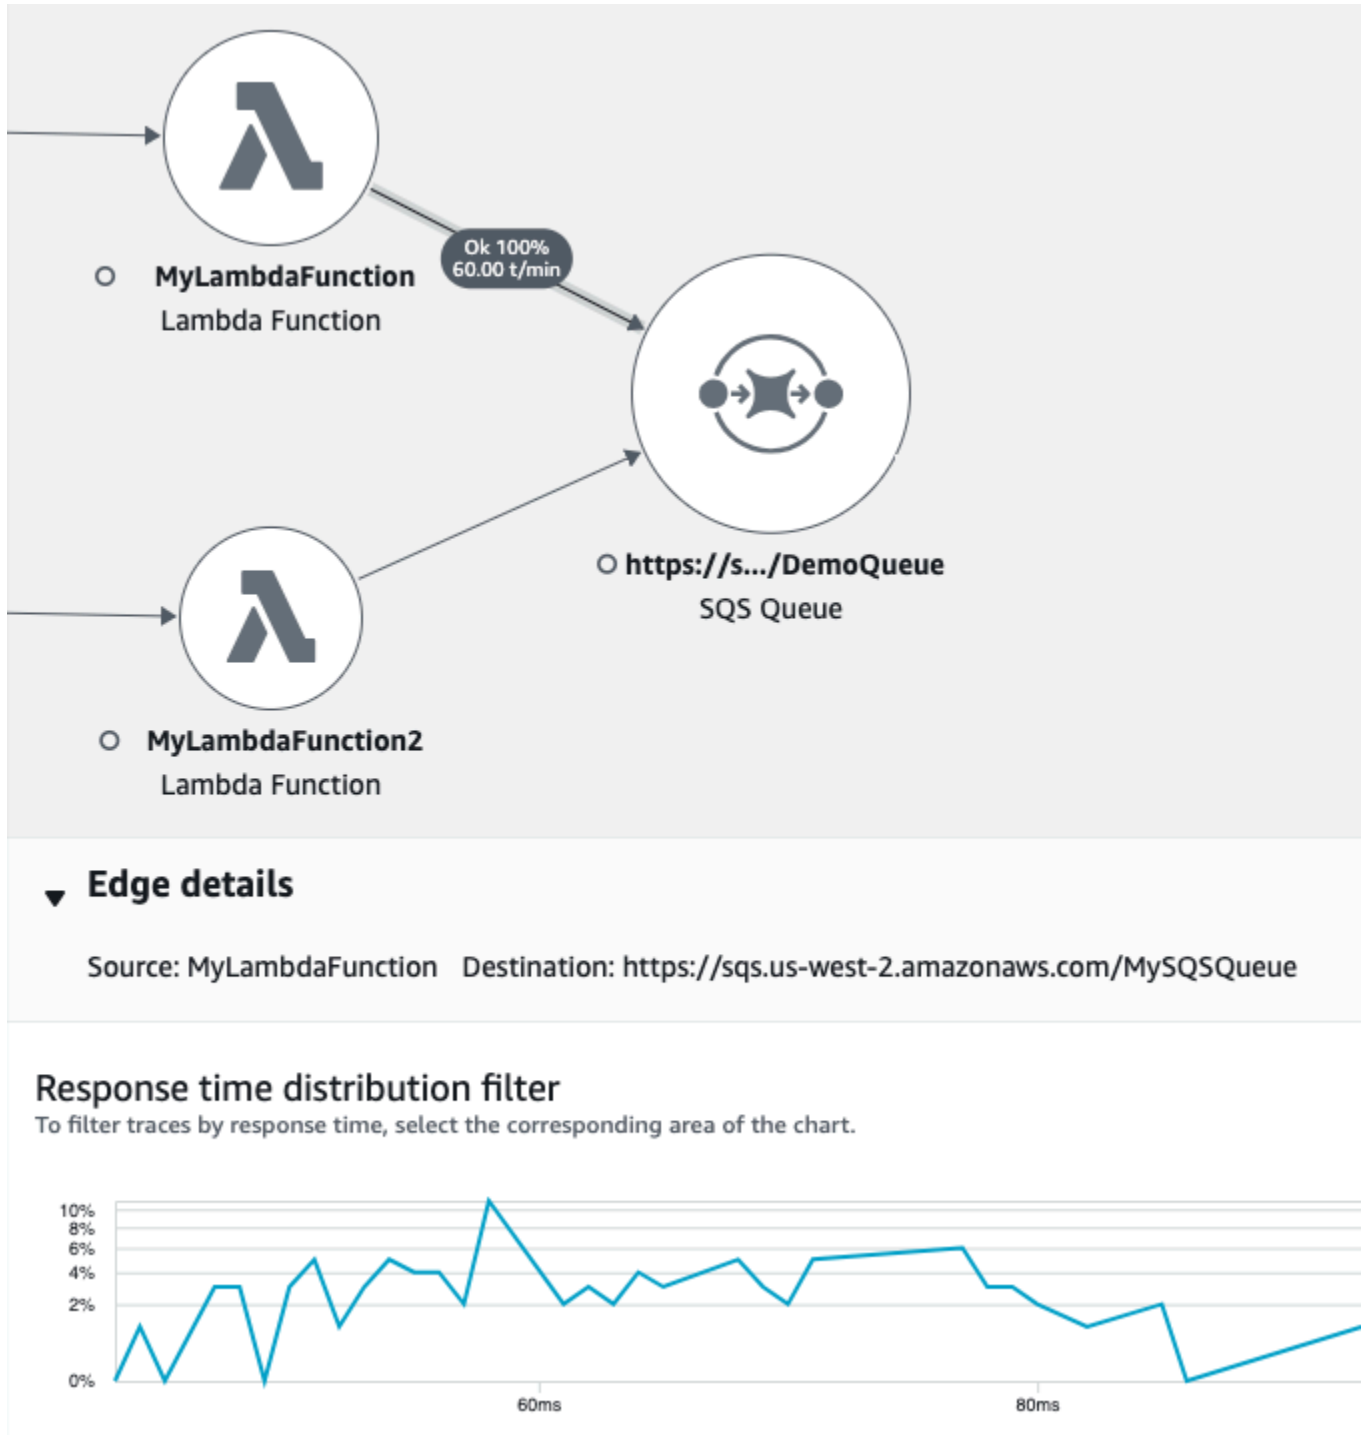 Ok 100%
60.00 t/min
MyLambdaFunction
Lambda Function
https://s.../DemoQueue
SQS Queue
MyLambdaFunction2
Lambda Function
Edge details
Source: MyLambdaFunction Destination: https://sqs.us-west-2.amazonaws.com/MySQSQueue
Response time distribution filter
To filter traces by response time, select the corresponding area of the chart.
10%
8%
6%
4%
2%
0%
60ms 80ms